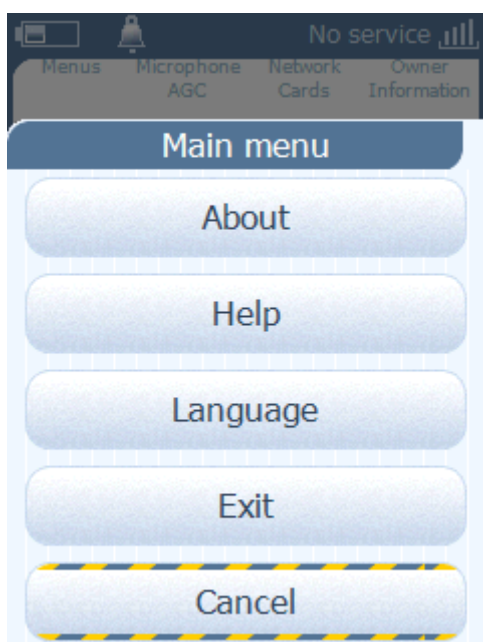 No service
Menus Microphone Network Owner
AGC Cards Information
Main menu
About
Help
Language
Exit
Cancel